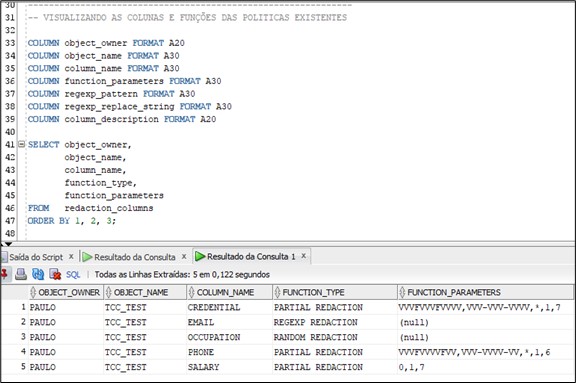 30 ------------------------------------------------------------
31 -- VISUALIZANDO AS COLUNAS E FUNÇÕES DAS POLITICAS EXISTENTES
32
33 COLUMN object_owner FORMAT A20
34 COLUMN object_name FORMAT A30
35 COLUMN column_name FORMAT A30
36 COLUMN function_parameters FORMAT A30
37 COLUMN regexp_pattern FORMAT A30
38 COLUMN regexp_replace_string FORMAT A30
39 COLUMN column_description FORMAT A20
40
41 SELECT object_owner,
42 object_name,
43 column_name,
44 function_type,
45 function_parameters
46 FROM redaction_columns
47 ORDER BY 1, 2, 3;
Saída do Script x Resultado da Consulta x Resultado da Consulta 1 x
SQL | Todas as Linhas Extraídas: 5 em 0,122 segundos
OBJECT_OWNER OBJECT_NAME COLUMN_NAME FUNCTION_TYPE FUNCTION_PARAMETERS
1 PAULO TCC_TEST CREDENTIAL PARTIAL REDACTION VVVFVVVFVVVV,VVV-VVV-VVVV,*,1,7
2 PAULO TCC_TEST EMAIL REGEXP REDACTION (null)
3 PAULO TCC_TEST OCCUPATION RANDOM REDACTION (null)
4 PAULO TCC_TEST PHONE PARTIAL REDACTION VVVFVVVVFVV,VVV-VVVV-VV,*,1,6
5 PAULO TCC_TEST SALARY PARTIAL REDACTION 0,1,7